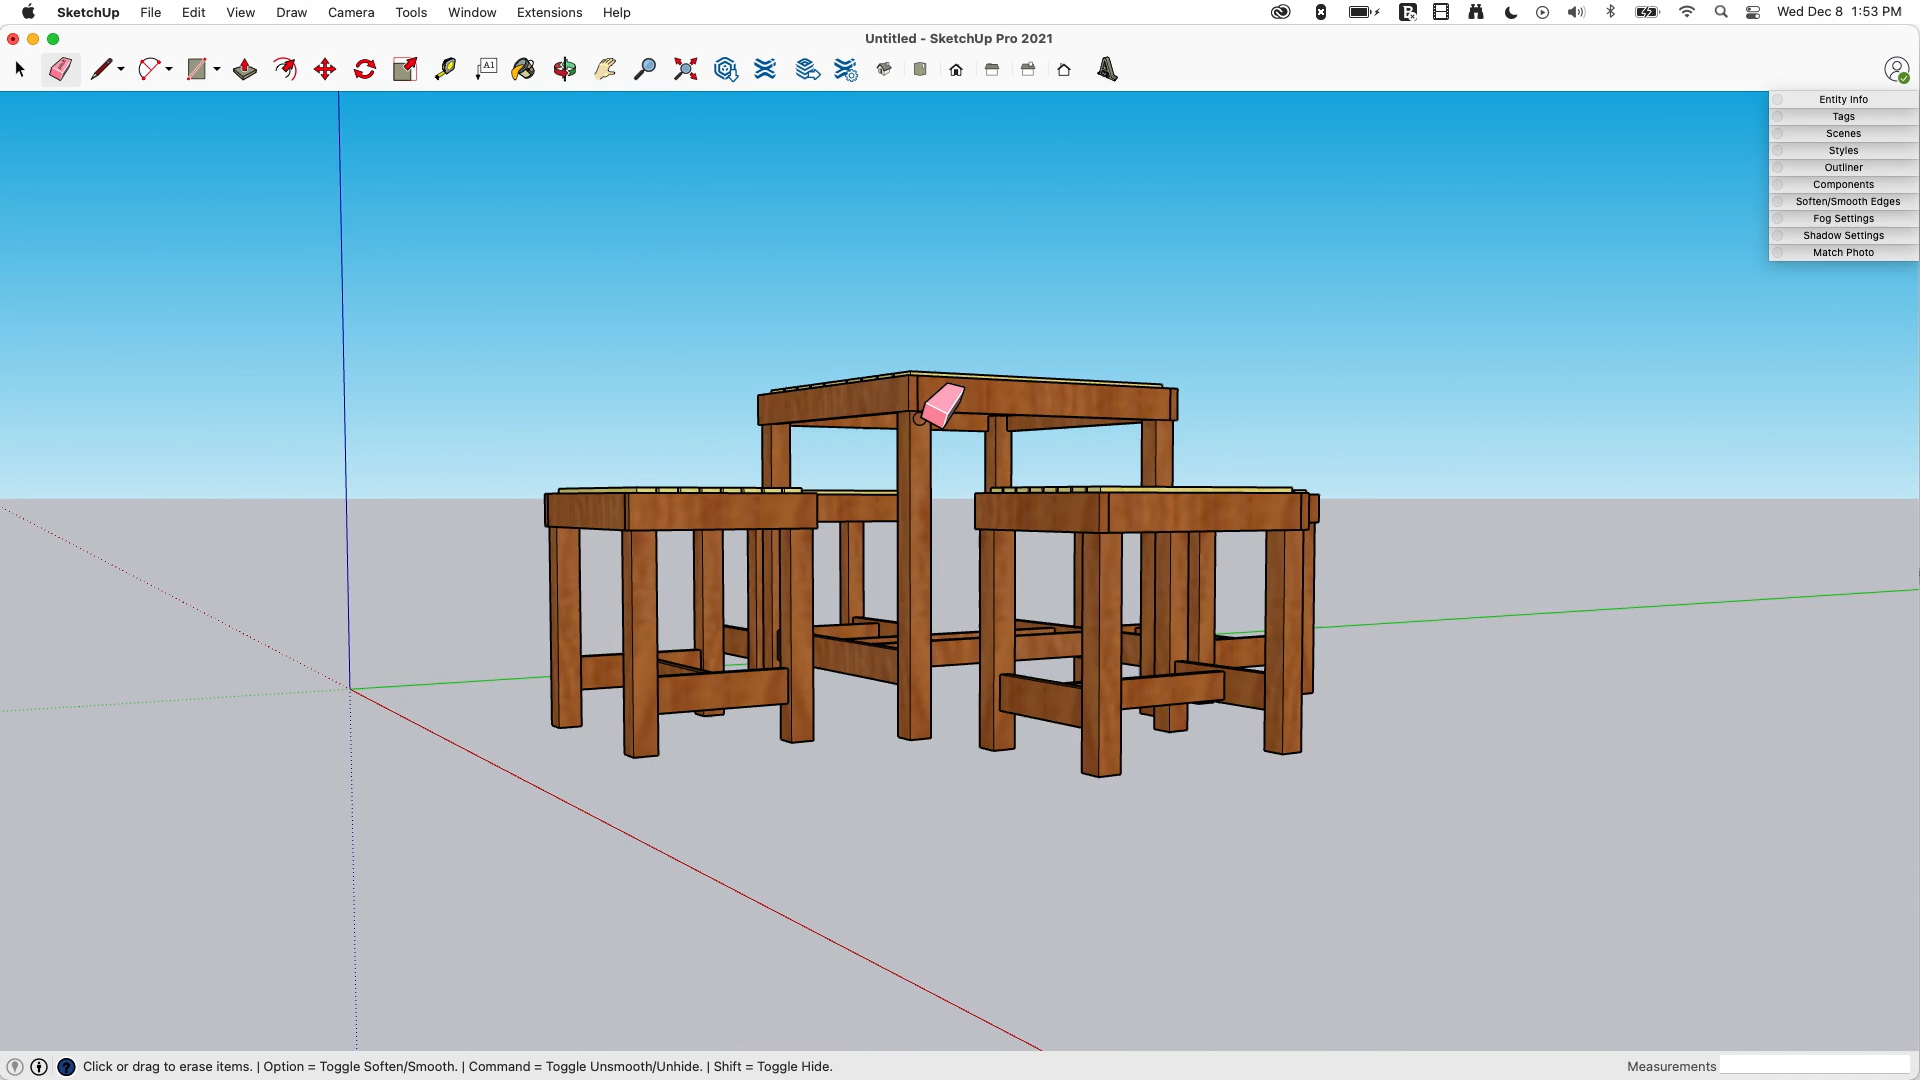 SketchUp File Edit View Draw Camera Tools Window Extensions Help Wed Dec 8 1:53 PM
Untitled - SketchUp Pro 2021
A1
Entity Info
Tags
Scenes
Styles
Outliner
Components
Soften/Smooth Edges
Fog Settings
Shadow Settings
Match Photo
Click or drag to erase items. | Option = Toggle Soften/Smooth. | Command = Toggle Unsmooth/Unhide. | Shift = Toggle Hide. Measurements